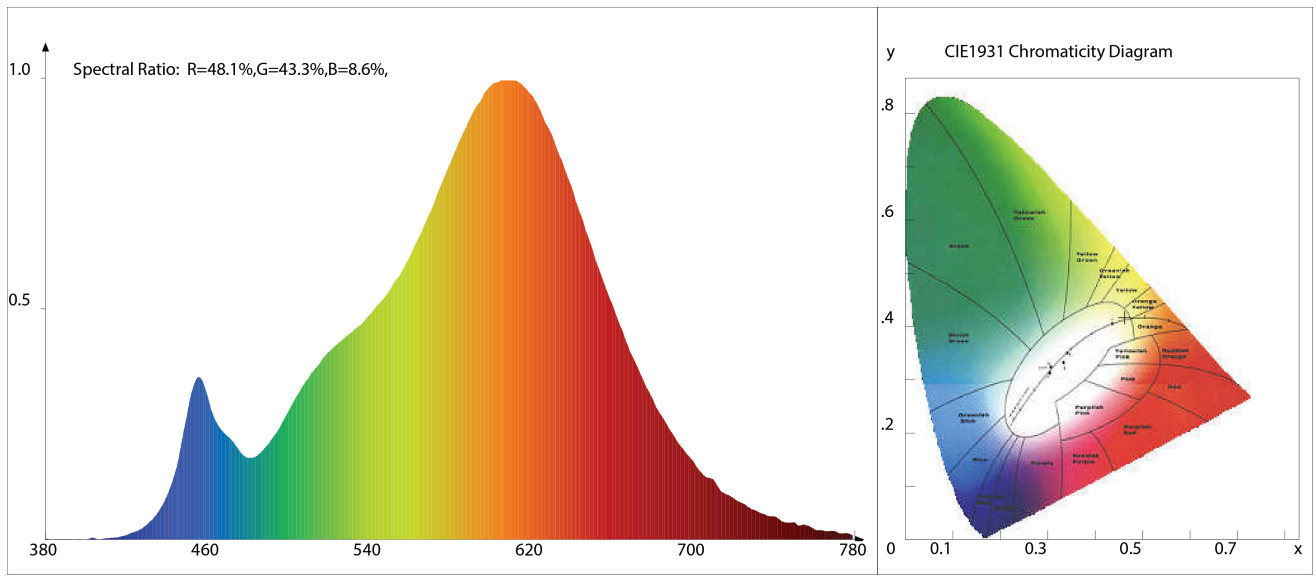 Spectral Ratio: R=48.1%,G=43.3%,B=8.6%,
1.0
0.5
380
460
540
620
700
780
y
CIE1931 Chromaticity Diagram
.8
.6
.4
.2
0
0.1
0.3
0.5
0.7
x
Yellowish
Green
Green
Yellow
Green
Greenish
Yellow
Yellow
Orange
Yellow
Orange
Bluish
Green
Yellowish
Pink
Reddish
Orange
Pink
Red
Purplish
Pink
Greenish
Blue
Purplish
Red
Blue
Purple
Reddish
Purple